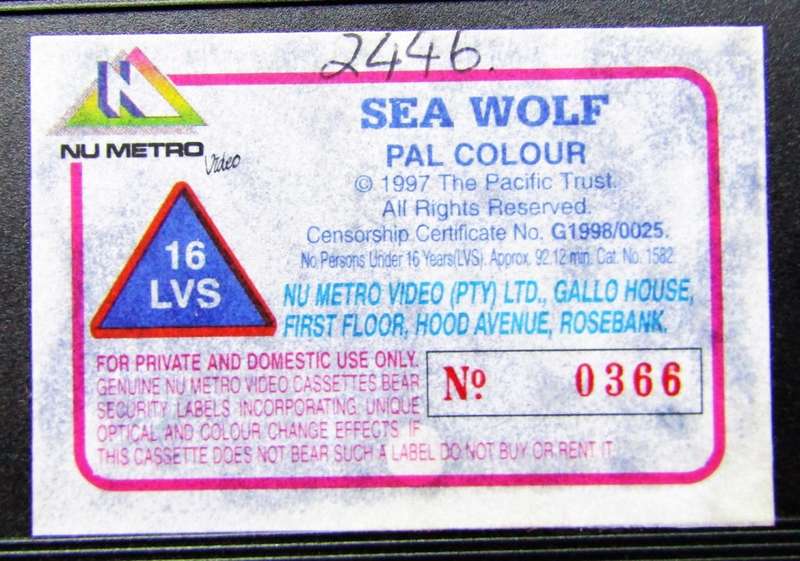 2446.
NU METRO Video
SEA WOLF
PAL COLOUR
© 1997 The Pacific Trust.
All Rights Reserved.
Censorship Certificate No. G1998/0025.
No Persons Under 16 Years(LVS). Approx. 92.12 min. Cat. No. 1582
16
LVS
NU METRO VIDEO (PTY) LTD., GALLO HOUSE,
FIRST FLOOR, HOOD AVENUE, ROSEBANK.
FOR PRIVATE AND DOMESTIC USE ONLY.
GENUINE NU METRO VIDEO CASSETTES BEAR
SECURITY LABELS INCORPORATING UNIQUE
OPTICAL AND COLOUR CHANGE EFFECTS. IF
THIS CASSETTE DOES NOT BEAR SUCH A LABEL DO NOT BUY OR RENT IT.
Nº 0366